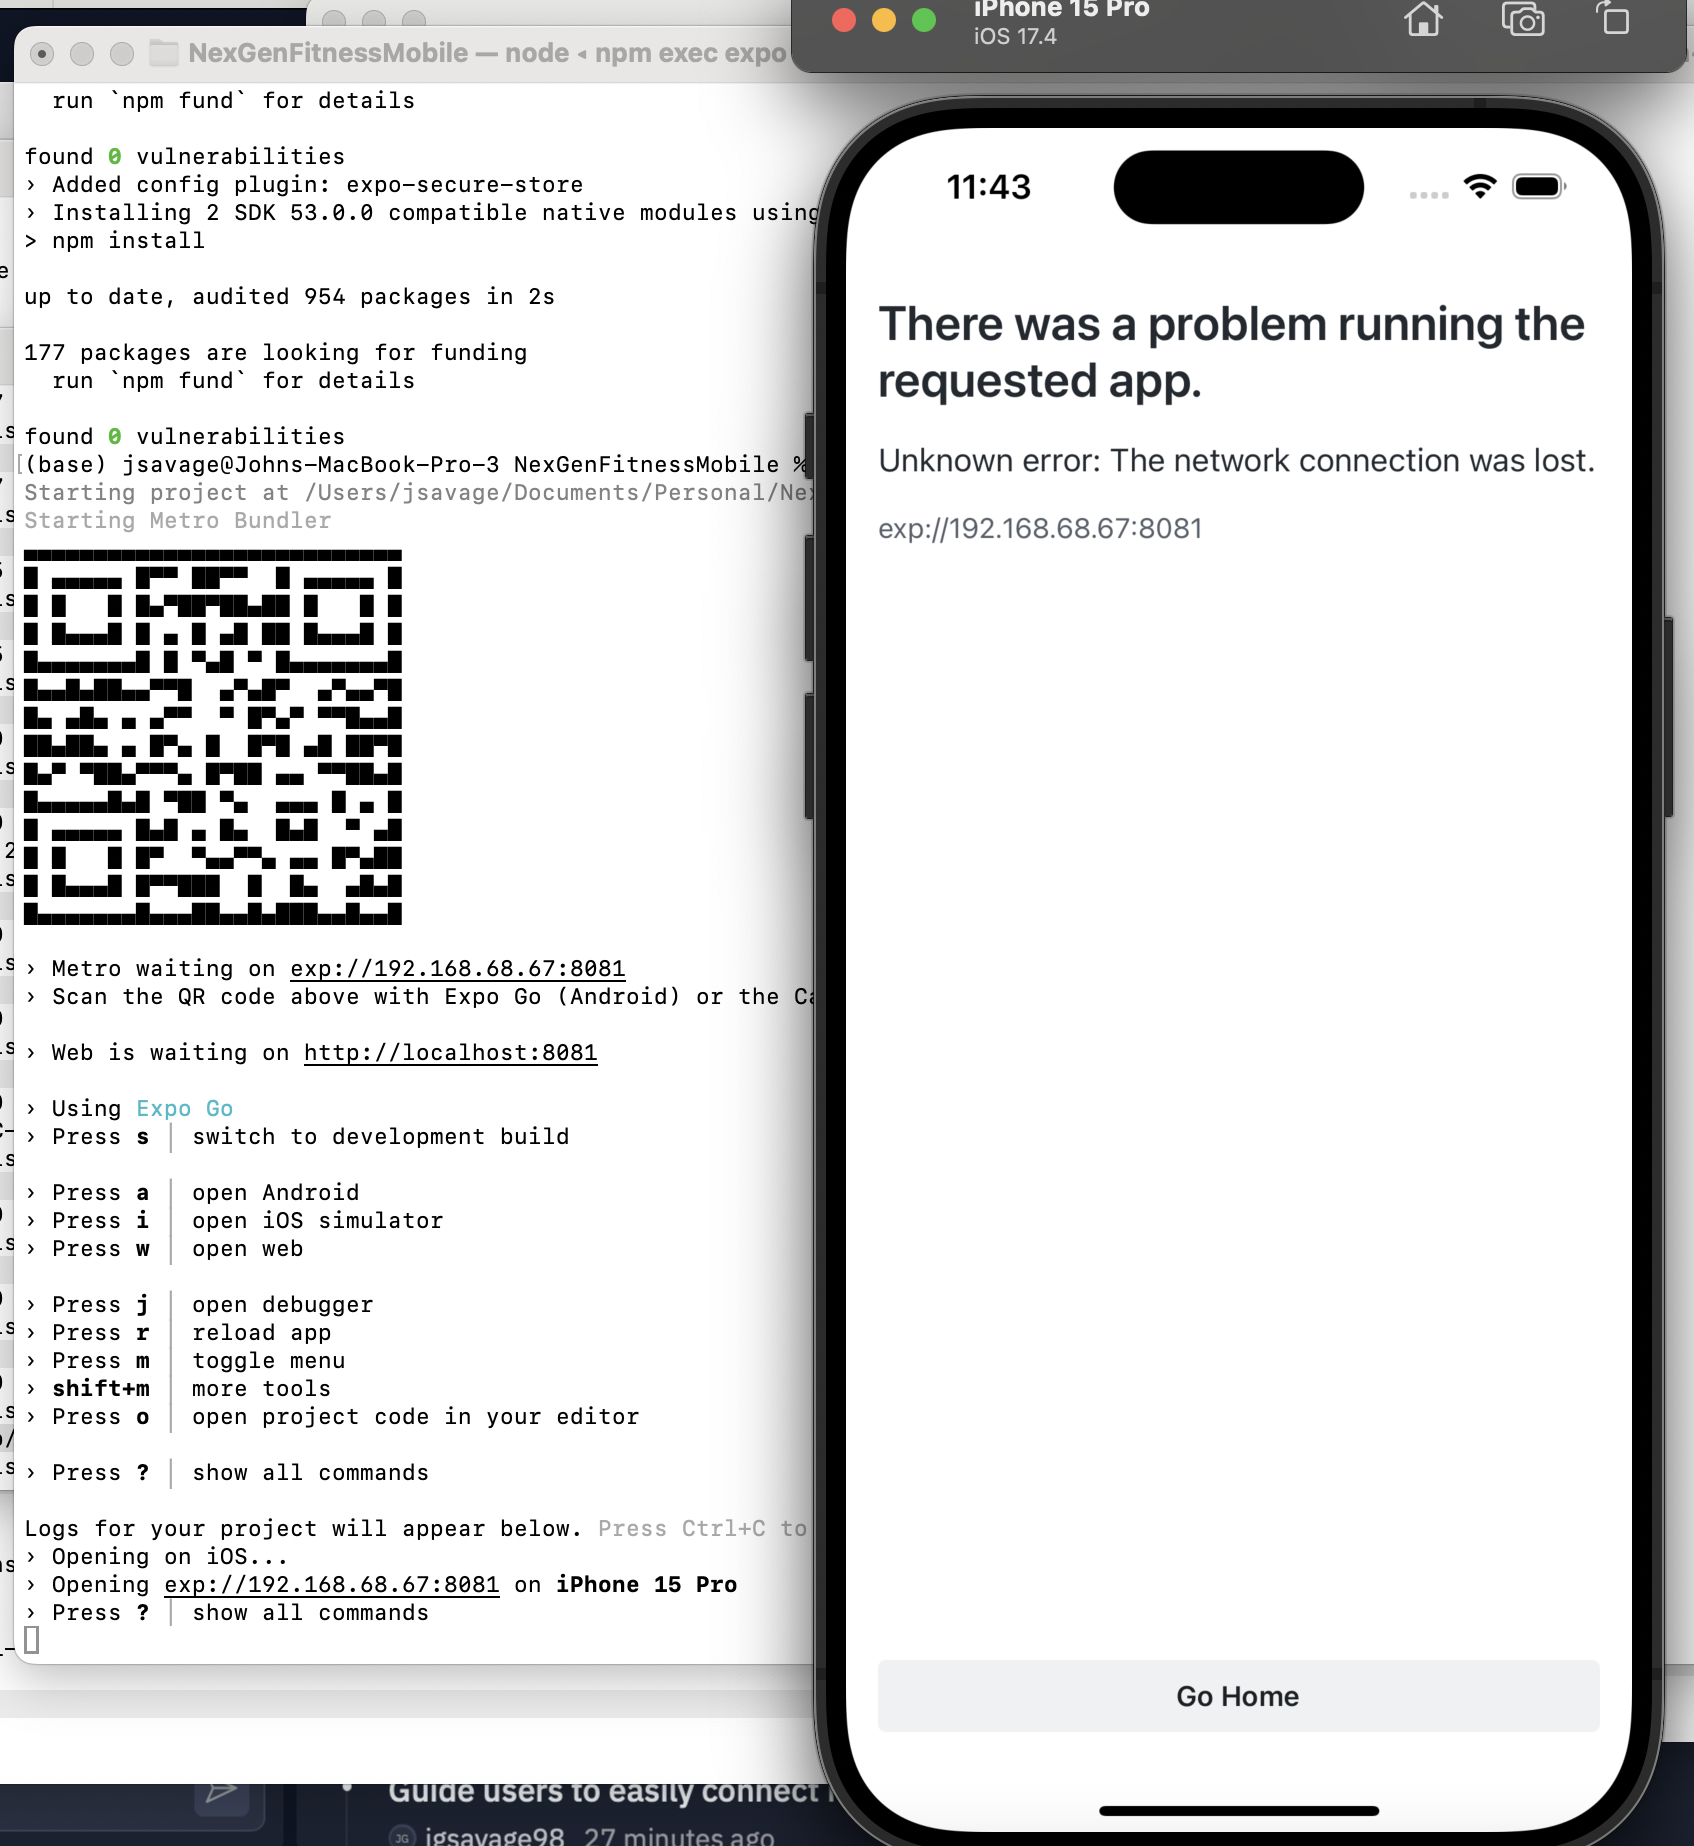 NexGenFitnessMobile — node ◂ npm exec expo
run `npm fund` for details
found 0 vulnerabilities
› Added config plugin: expo-secure-store
› Installing 2 SDK 53.0.0 compatible native modules using
> npm install
up to date, audited 954 packages in 2s
177 packages are looking for funding
run `npm fund` for details
found 0 vulnerabilities
[(base) jsavage@Johns-MacBook-Pro-3 NexGenFitnessMobile %
Starting project at /Users/jsavage/Documents/Personal/Nex
Starting Metro Bundler
› Metro waiting on exp://192.168.68.67:8081
› Scan the QR code above with Expo Go (Android) or the Ca
› Web is waiting on http://localhost:8081
› Using Expo Go
› Press s │ switch to development build
› Press a │ open Android
› Press i │ open iOS simulator
› Press w │ open web
› Press j │ open debugger
› Press r │ reload app
› Press m │ toggle menu
› shift+m │ more tools
› Press o │ open project code in your editor
› Press ? │ show all commands
Logs for your project will appear below. Press Ctrl+C to
› Opening on iOS...
› Opening exp://192.168.68.67:8081 on iPhone 15 Pro
› Press ? │ show all commands
iPhone 15 Pro
iOS 17.4
11:43
There was a problem running the
requested app.
Unknown error: The network connection was lost.
exp://192.168.68.67:8081
Go Home
Guide users to easily connect
JG jgsavage98 27 minutes ago